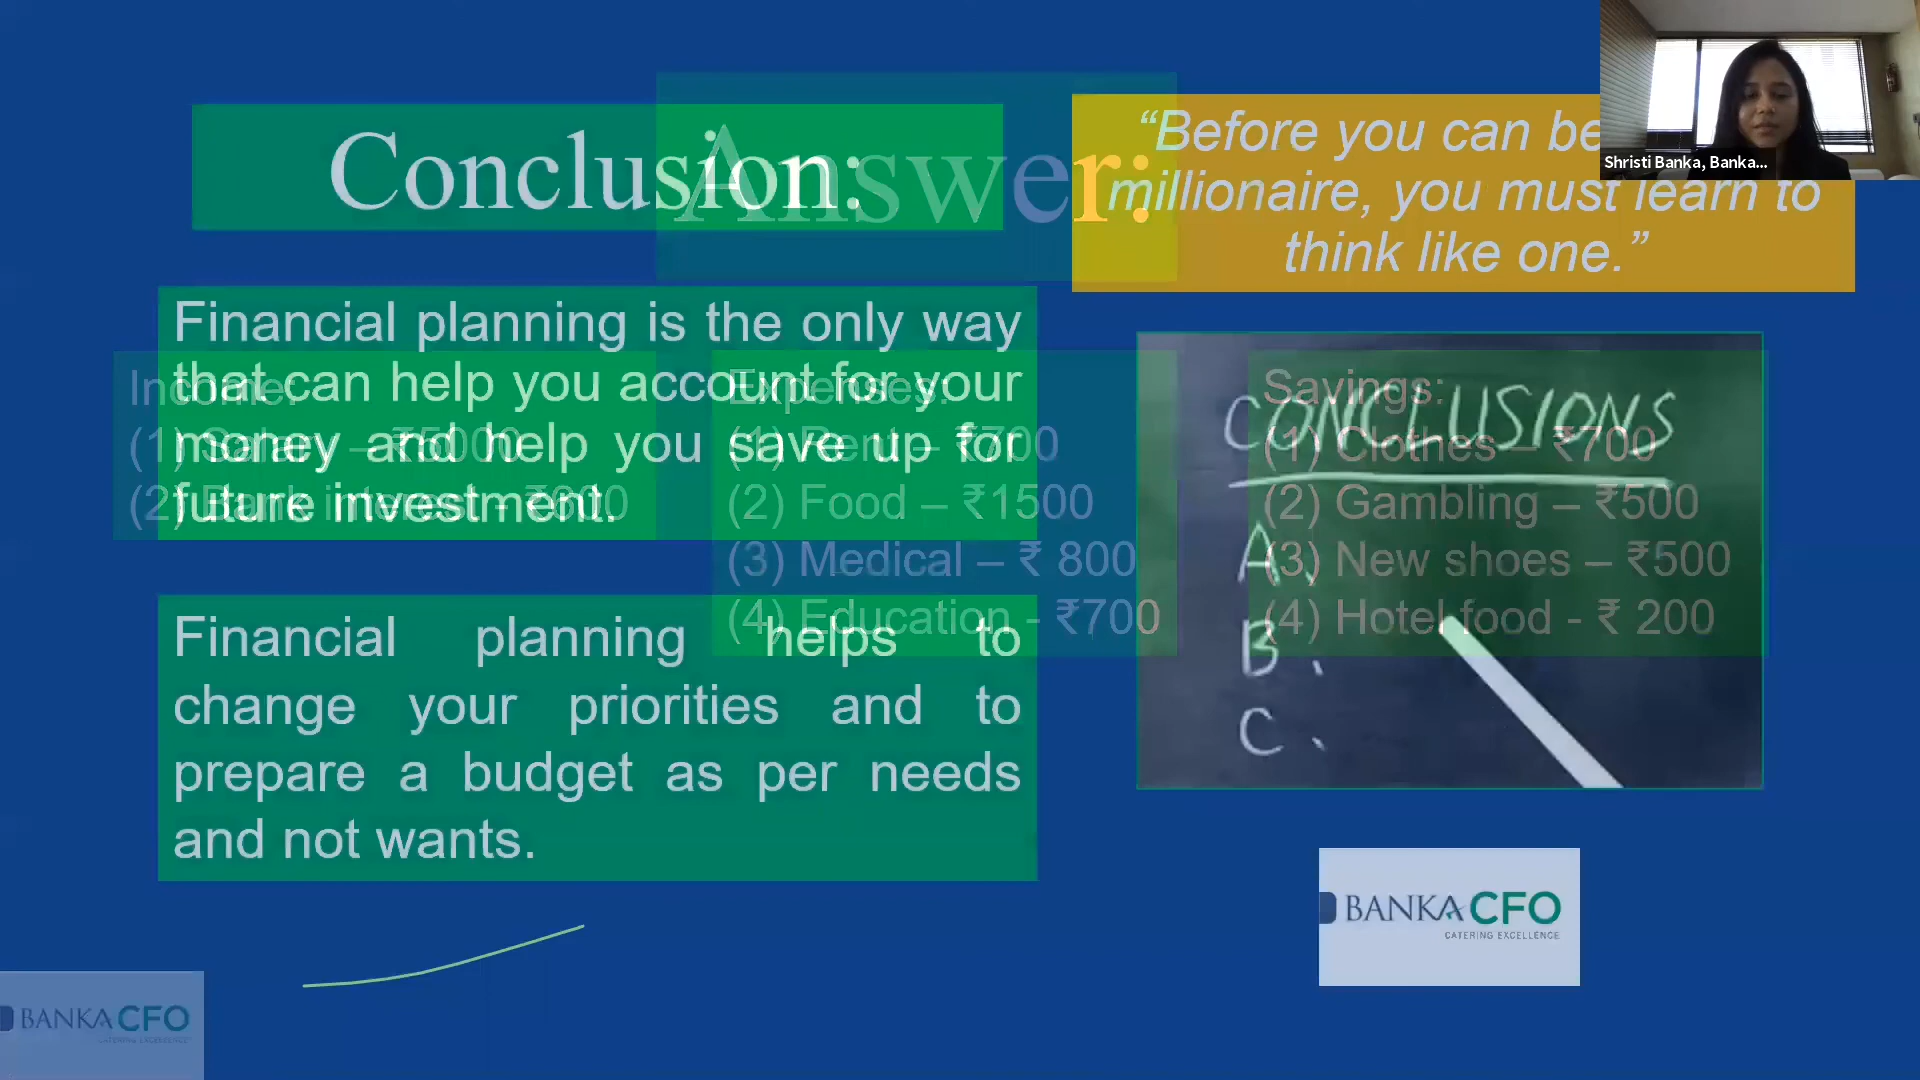 Conclusion:
Answer:
“Before you can be
millionaire, you must learn to
think like one.”
Shristi Banka, Banka...
Financial planning is the only way
that can help you account for your
money and help you save up for
future investment.
Income:
(1) Salary – ₹5000
(2) Bank interest - ₹600
Expenses:
(1) Rent – ₹700
(2) Food – ₹1500
(3) Medical – ₹ 800
(4) Education - ₹700
Savings:
(1) Clothes – ₹700
(2) Gambling – ₹500
(3) New shoes – ₹500
(4) Hotel food - ₹ 200
CONCLUSIONS
A.
B.
C.
Financial planning helps to
change your priorities and to
prepare a budget as per needs
and not wants.
BANKA CFO
CATERING EXCELLENCE
BANKA CFO
CATERING EXCELLENCE